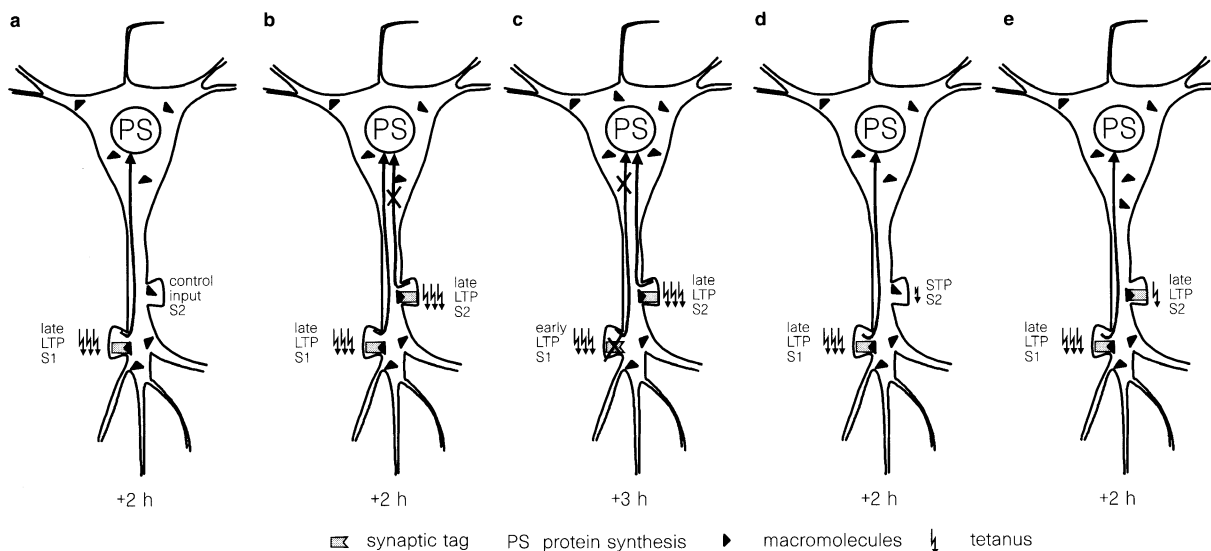 a
b
c
d
e
PS
PS
PS
PS
PS
control
input
S2
late
LTP
S1
late
LTP
S2
late
LTP
S1
late
LTP
S2
early
LTP
S1
STP
S2
late
LTP
S1
late
LTP
S2
late
LTP
S1
+2 h
+2 h
+3 h
+2 h
+2 h
synaptic tag PS protein synthesis macromolecules tetanus